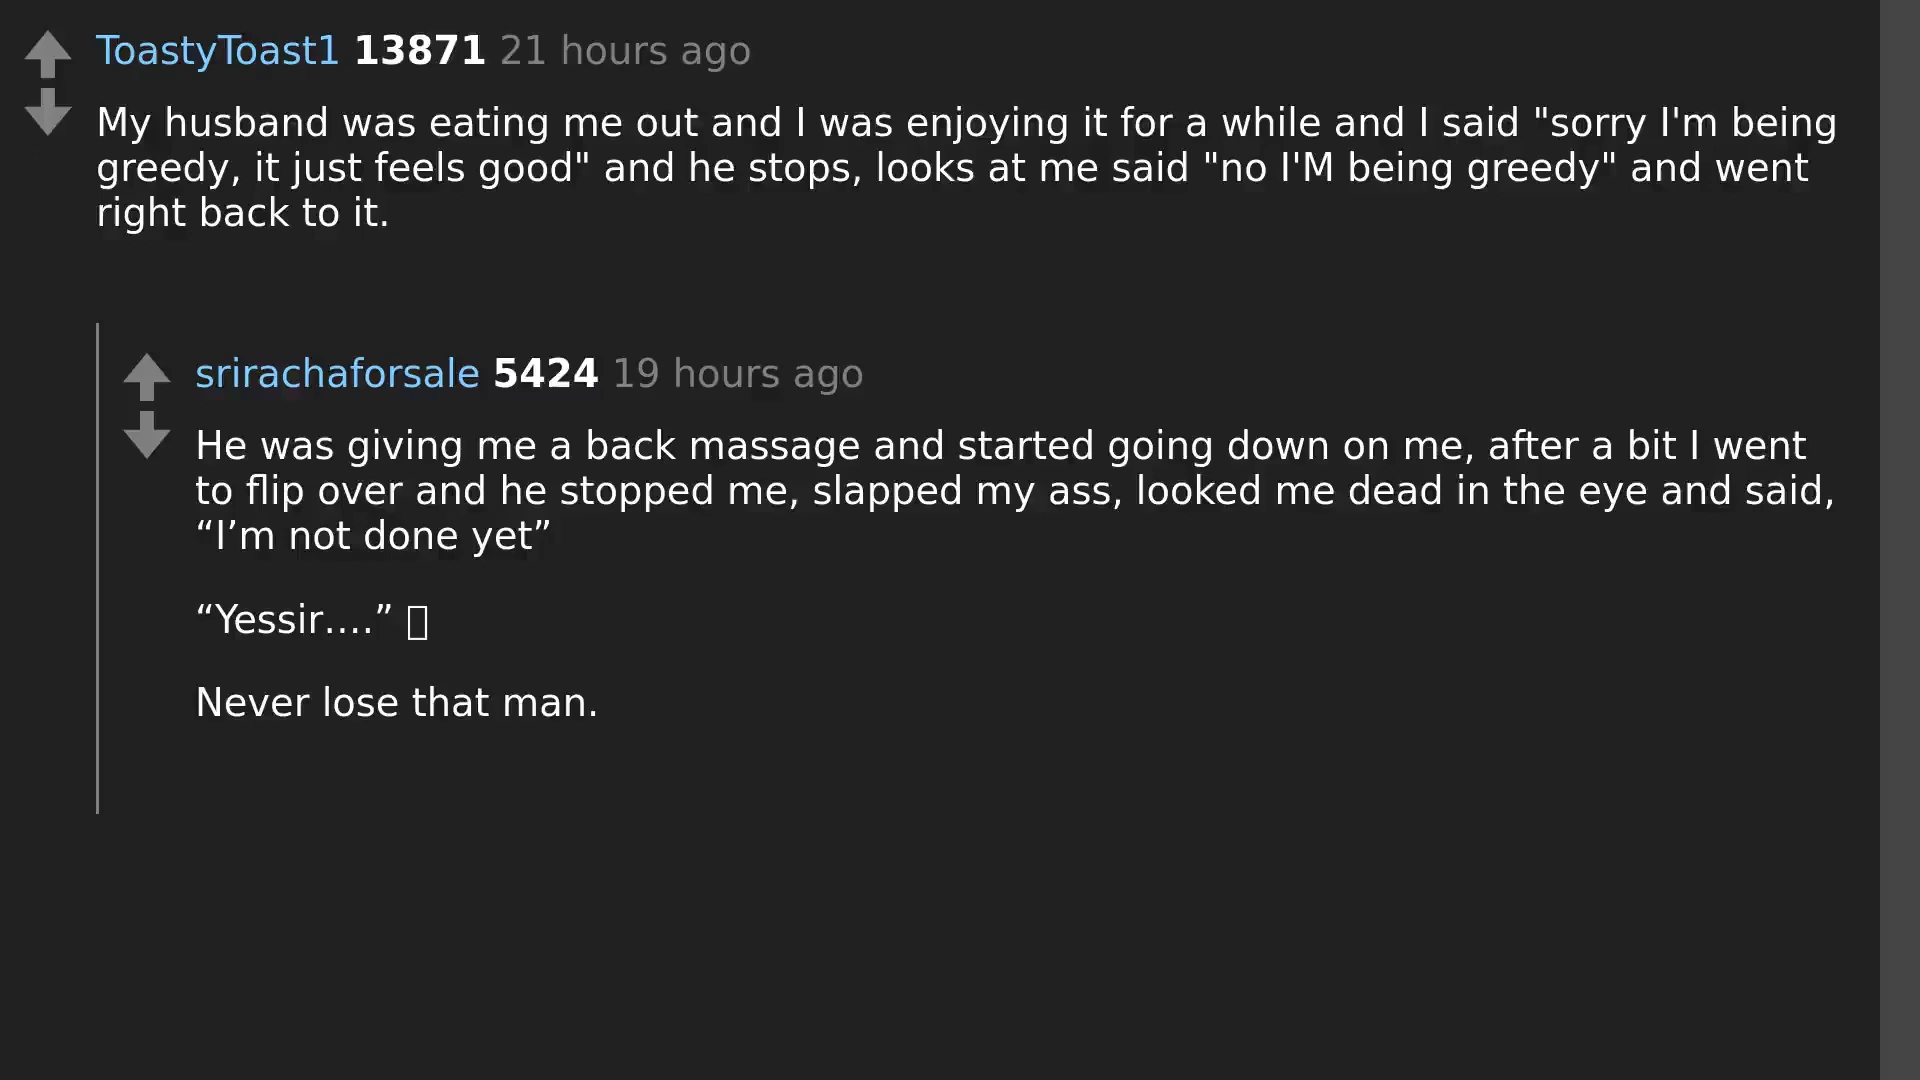 ToastyToast1 13871 21 hours ago
My husband was eating me out and I was enjoying it for a while and I said "sorry I'm being
greedy, it just feels good" and he stops, looks at me said "no I'M being greedy" and went
right back to it.
srirachaforsale 5424 19 hours ago
He was giving me a back massage and started going down on me, after a bit I went
to flip over and he stopped me, slapped my ass, looked me dead in the eye and said,
“I’m not done yet”
“Yessir....” 
Never lose that man.